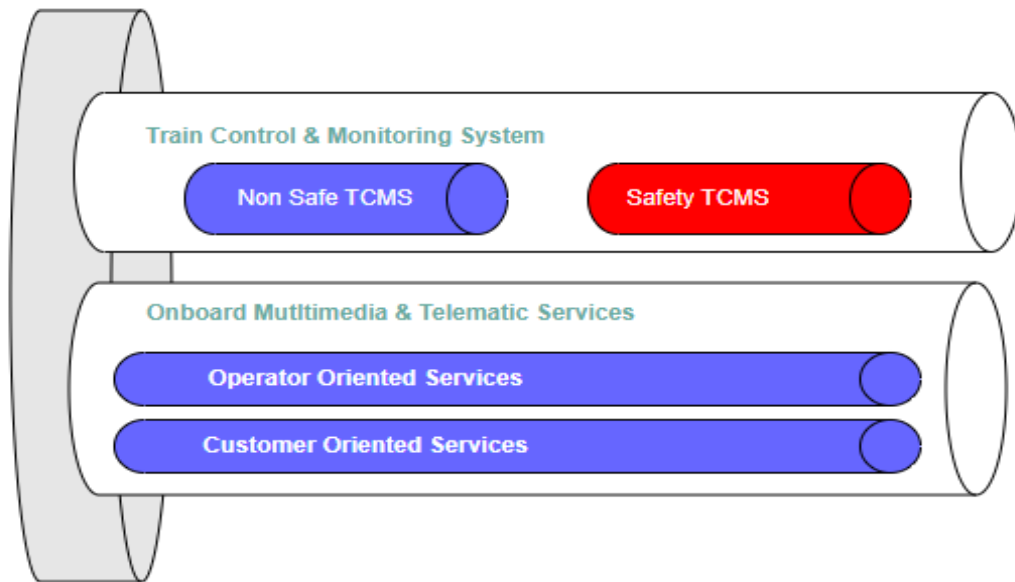 Train Control & Monitoring System
Non Safe TCMS
Safety TCMS
Onboard Mutltimedia & Telematic Services
Operator Oriented Services
Customer Oriented Services